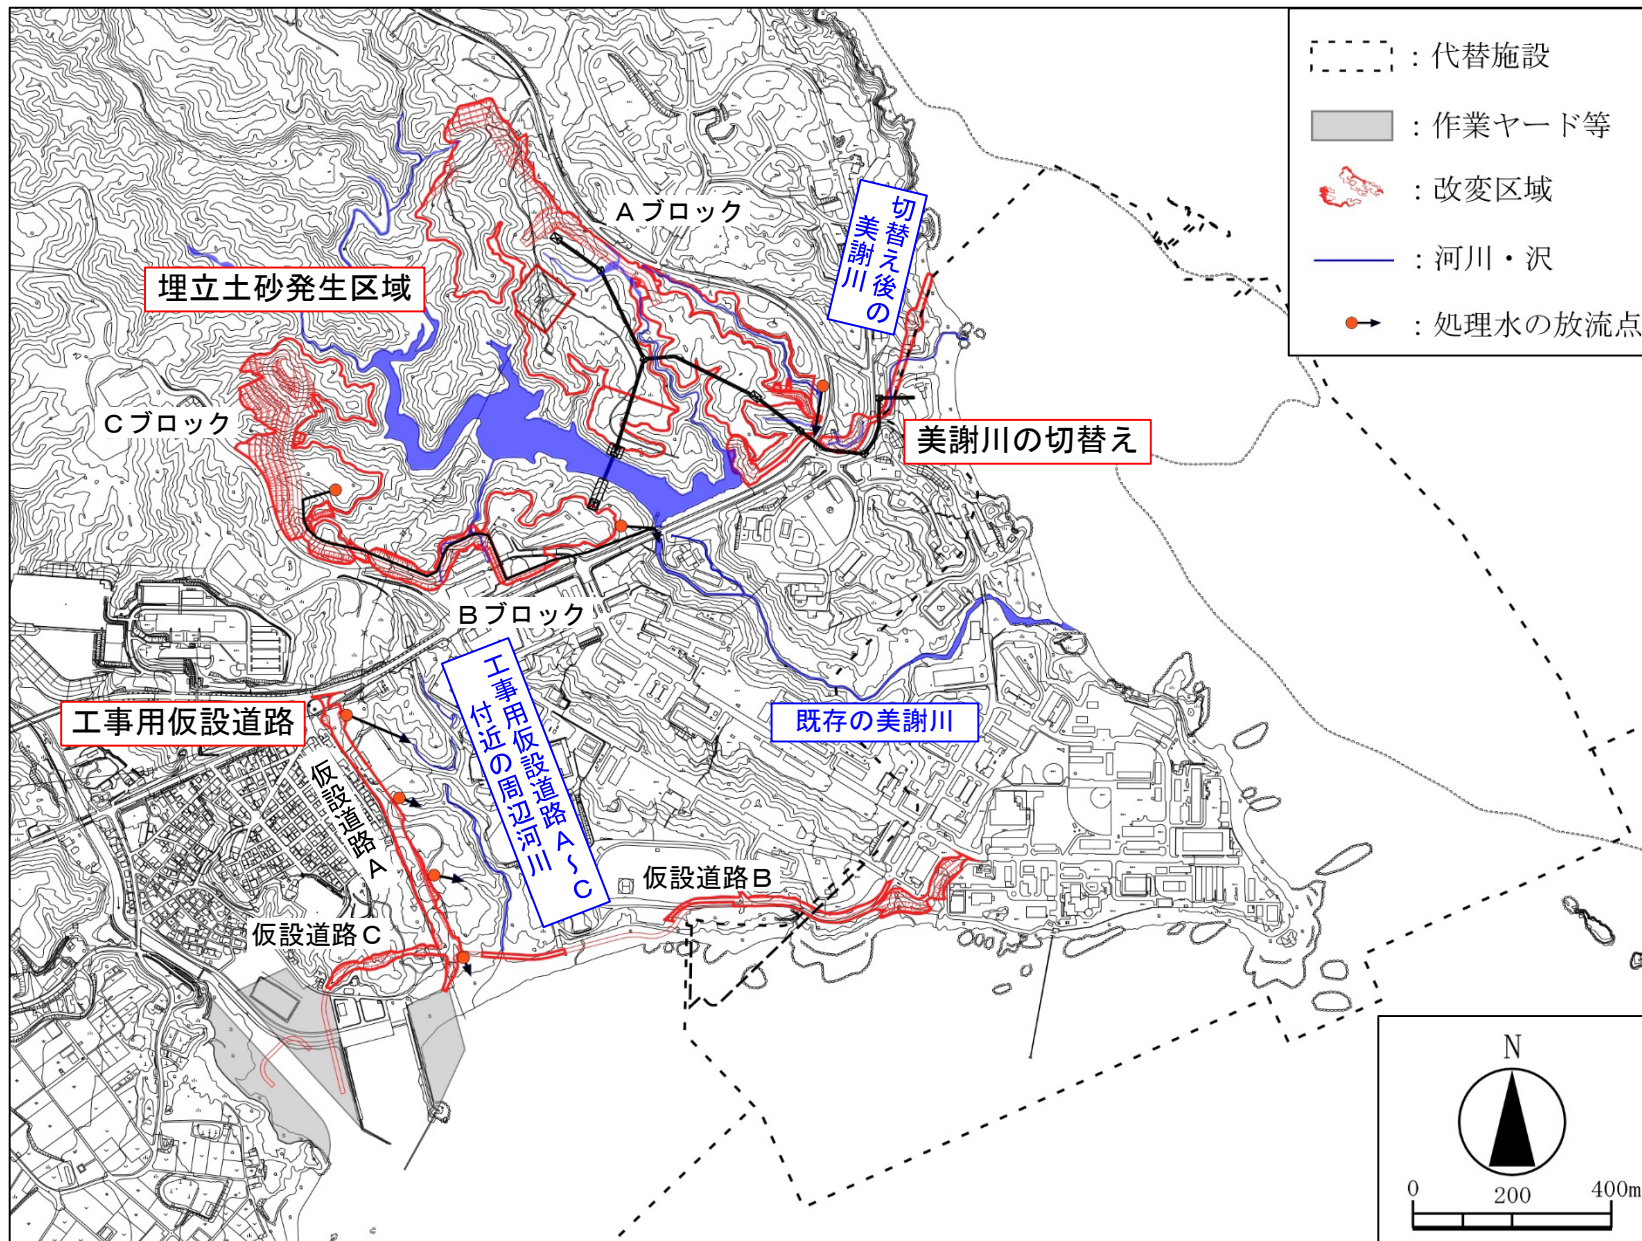 ：代替施設
：作業ヤード等
：改変区域
：河川・沢
：処理水の放流点
Ａブロック
切替え後の
美謝川
埋立土砂発生区域
Ｃブロック
美謝川の切替え
Ｂブロック
工事用仮設道路
工事用仮設道路Ａ～Ｃ
付近の周辺河川
既存の美謝川
仮設道路Ａ
仮設道路Ｂ
仮設道路Ｃ
N
0 200 400m